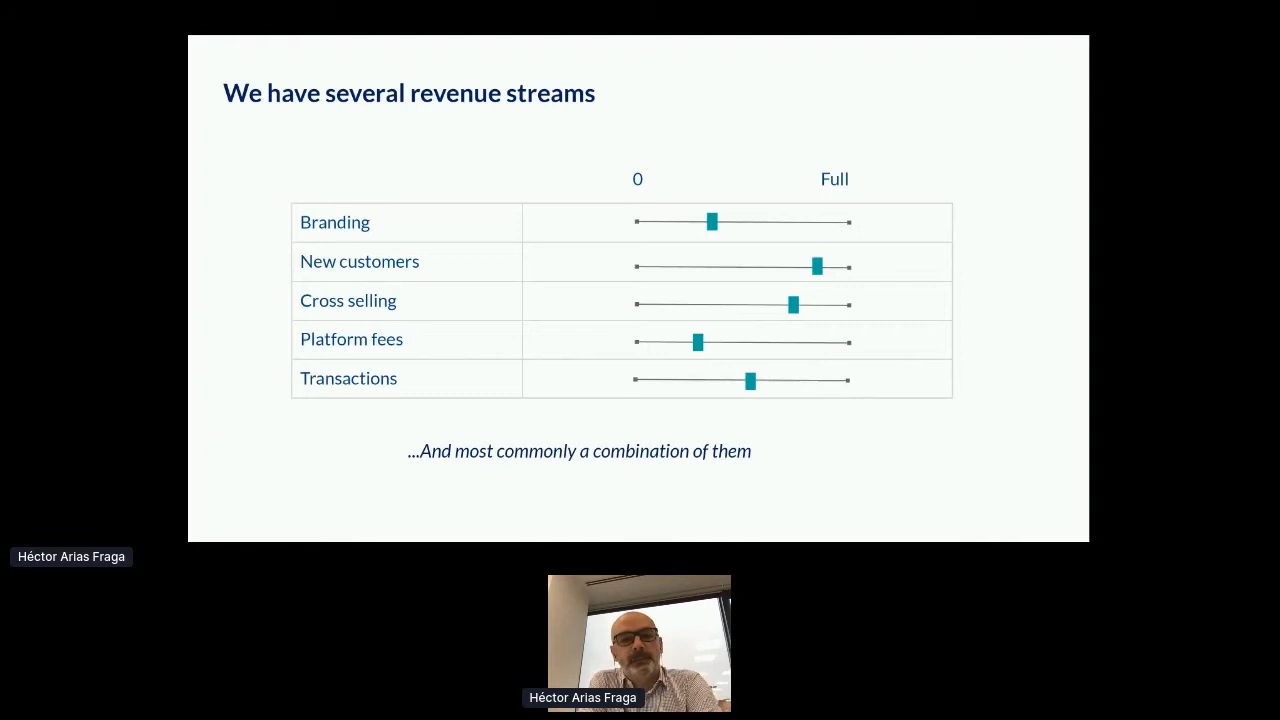 We have several revenue streams
0 Full
Branding
New customers
Cross selling
Platform fees
Transactions
...And most commonly a combination of them
Héctor Arias Fraga
Héctor Arias Fraga